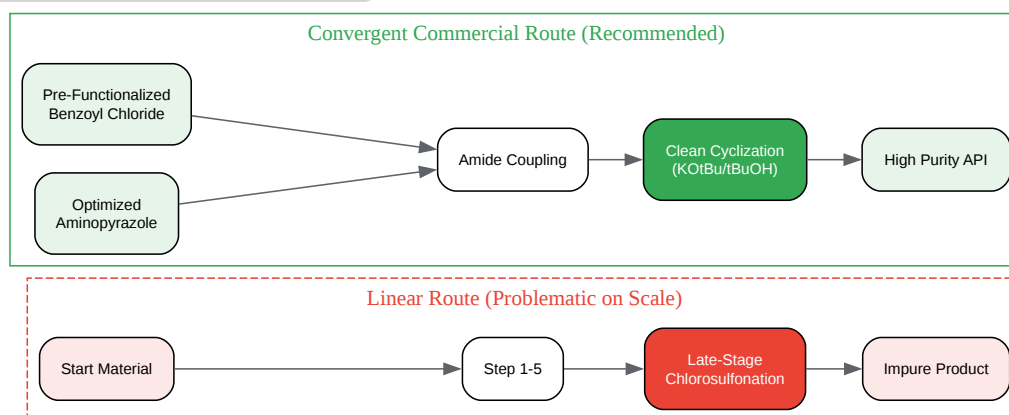 Convergent Commercial Route (Recommended)
Pre-Functionalized
Benzoyl Chloride
Optimized
Aminopyrazole
Amide Coupling
Clean Cyclization
(KOtBu/tBuOH)
High Purity API
Linear Route (Problematic on Scale)
Start Material
Step 1-5
Late-Stage
Chlorosulfonation
Impure Product